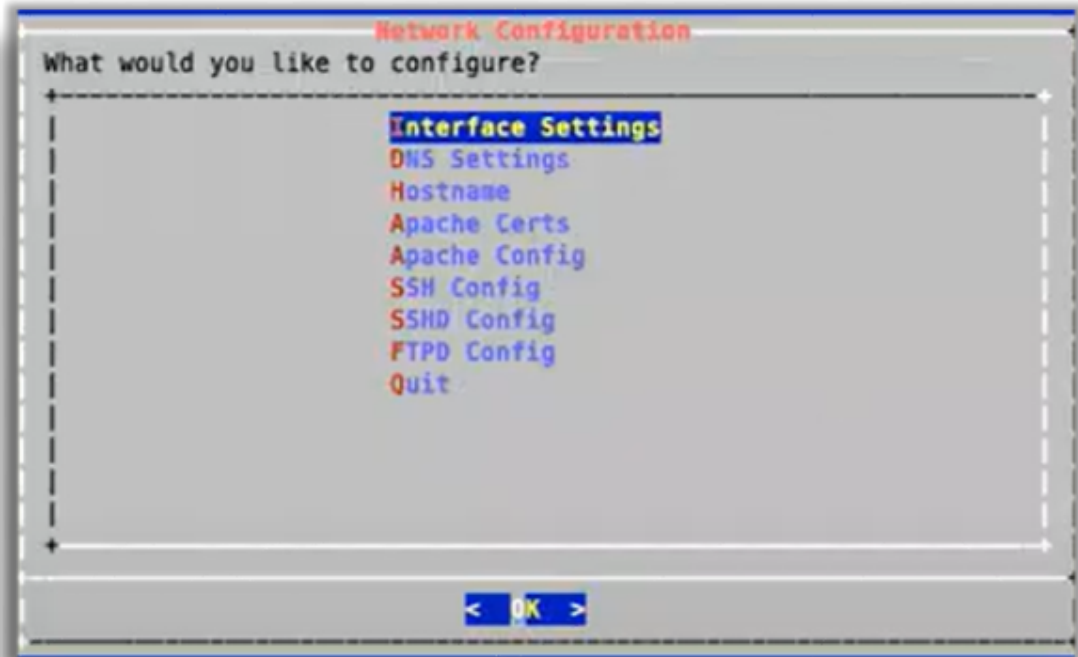 Network Configuration
What would you like to configure?
Interface Settings
DNS Settings
Hostname
Apache Certs
Apache Config
SSH Config
SSHD Config
FTPD Config
Quit
< OK >